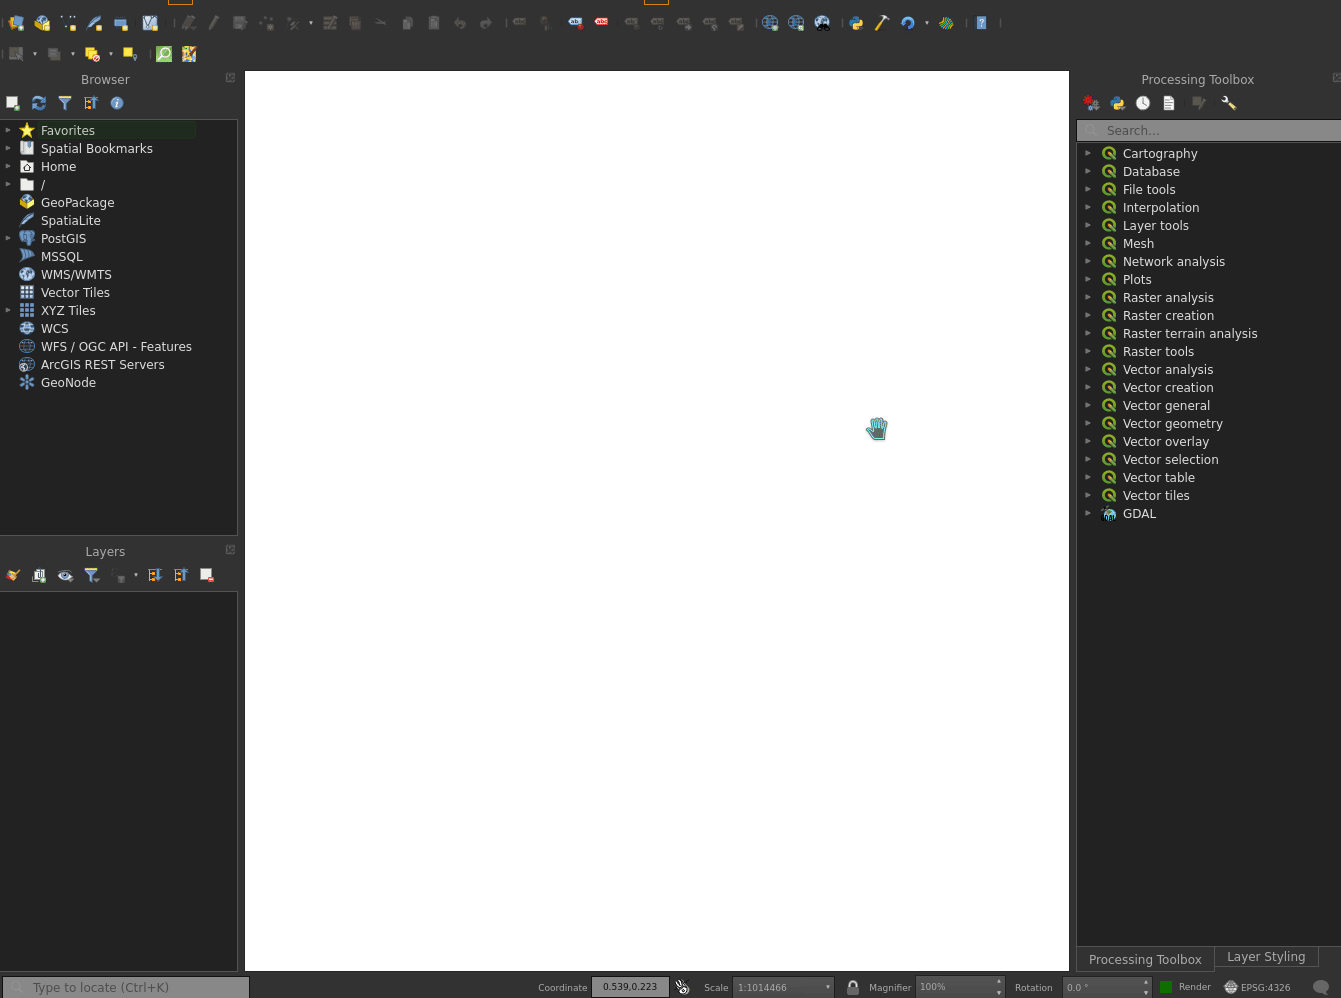 Browser
Favorites
Spatial Bookmarks
Home
/
GeoPackage
SpatiaLite
PostGIS
MSSQL
WMS/WMTS
Vector Tiles
XYZ Tiles
WCS
WFS / OGC API - Features
ArcGIS REST Servers
GeoNode
Layers
Processing Toolbox
Search...
Cartography
Database
File tools
Interpolation
Layer tools
Mesh
Network analysis
Plots
Raster analysis
Raster creation
Raster terrain analysis
Raster tools
Vector analysis
Vector creation
Vector general
Vector geometry
Vector overlay
Vector selection
Vector table
Vector tiles
GDAL
Processing Toolbox
Layer Styling
Type to locate (Ctrl+K)
Coordinate 0.539,0.223 Scale 1:1014466 Magnifier 100% Rotation 0.0 ° Render EPSG:4326